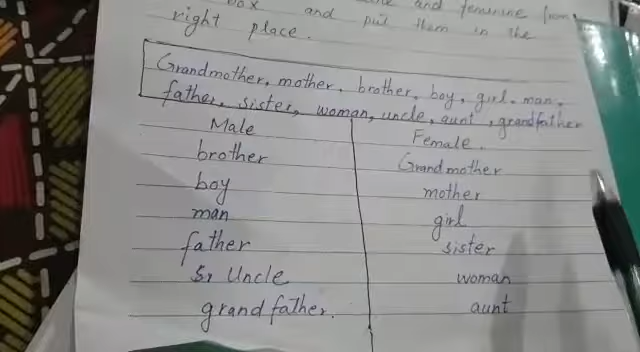 box and and feminine from
right place. put them in the
Grandmother, mother, brother, boy, girl, man,
father, sister, woman, uncle, aunt, grandfather
Male Female.
brother Grandmother
boy mother
man girl
father sister
Uncle woman
grand father. aunt